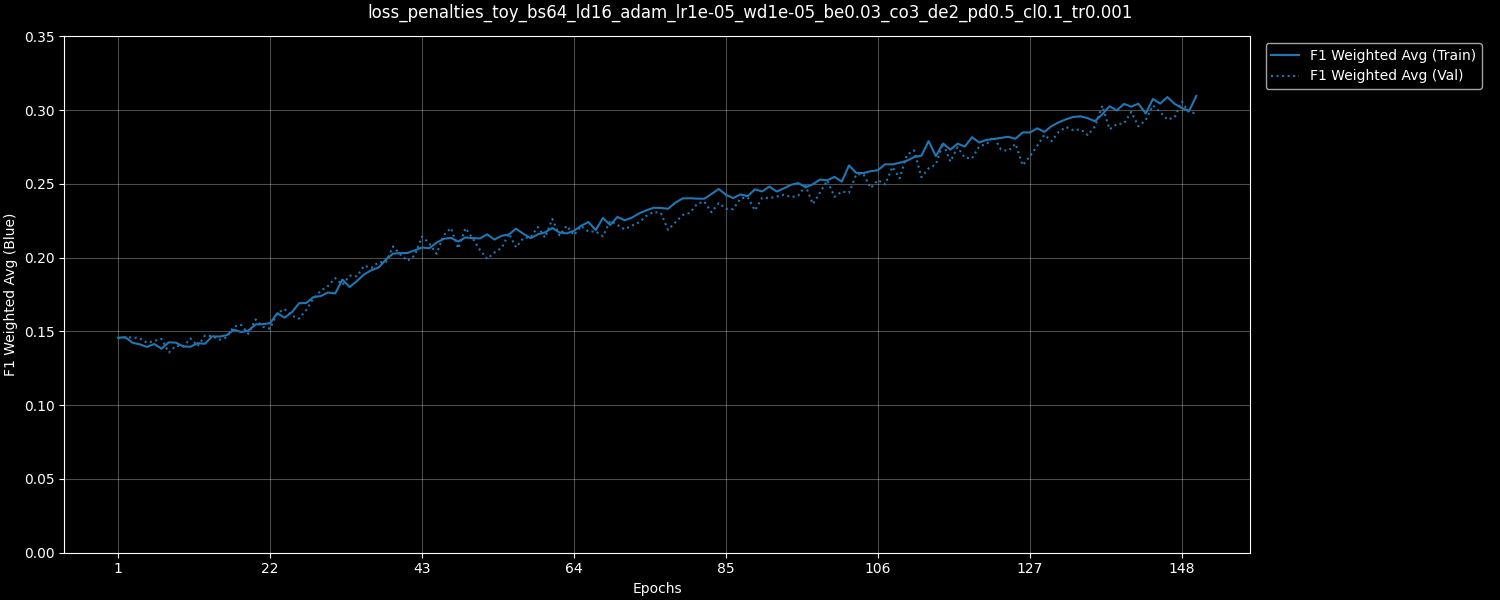 loss_penalties_toy_bs64_ld16_adam_lr1e-05_wd1e-05_be0.03_co3_de2_pd0.5_cl0.1_tr0.001
F1 Weighted Avg (Train)
F1 Weighted Avg (Val)
F1 Weighted Avg (Blue)
0.35
0.30
0.25
0.20
0.15
0.10
0.05
0.00
1 22 43 64 85 106 127 148
Epochs